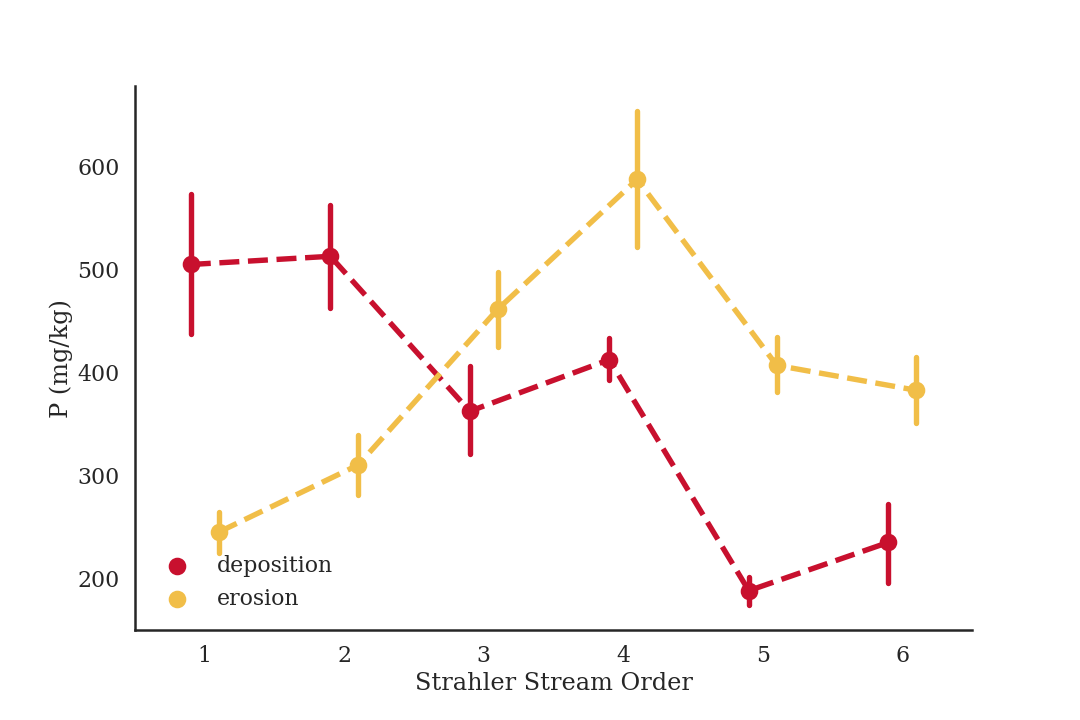 600
500
400
300
200
P (mg/kg)
deposition
erosion
1 2 3 4 5 6
Strahler Stream Order